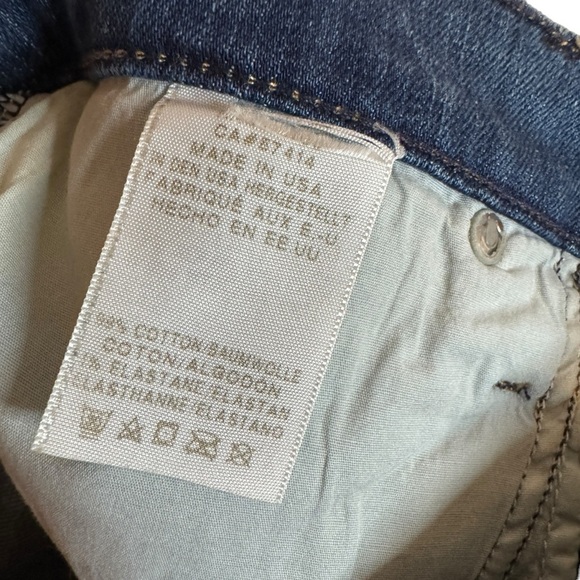 CA#67414
MADE IN USA
IN DEN USA HERGESTELLT
FABRIQUÉ AUX E.-U
HECHO EN EE UU
COTTON-BAUMWOLLE
COTON-ALGODÓN
ELASTANE-ELASTAN
ELASTHANNE-ELASTANO